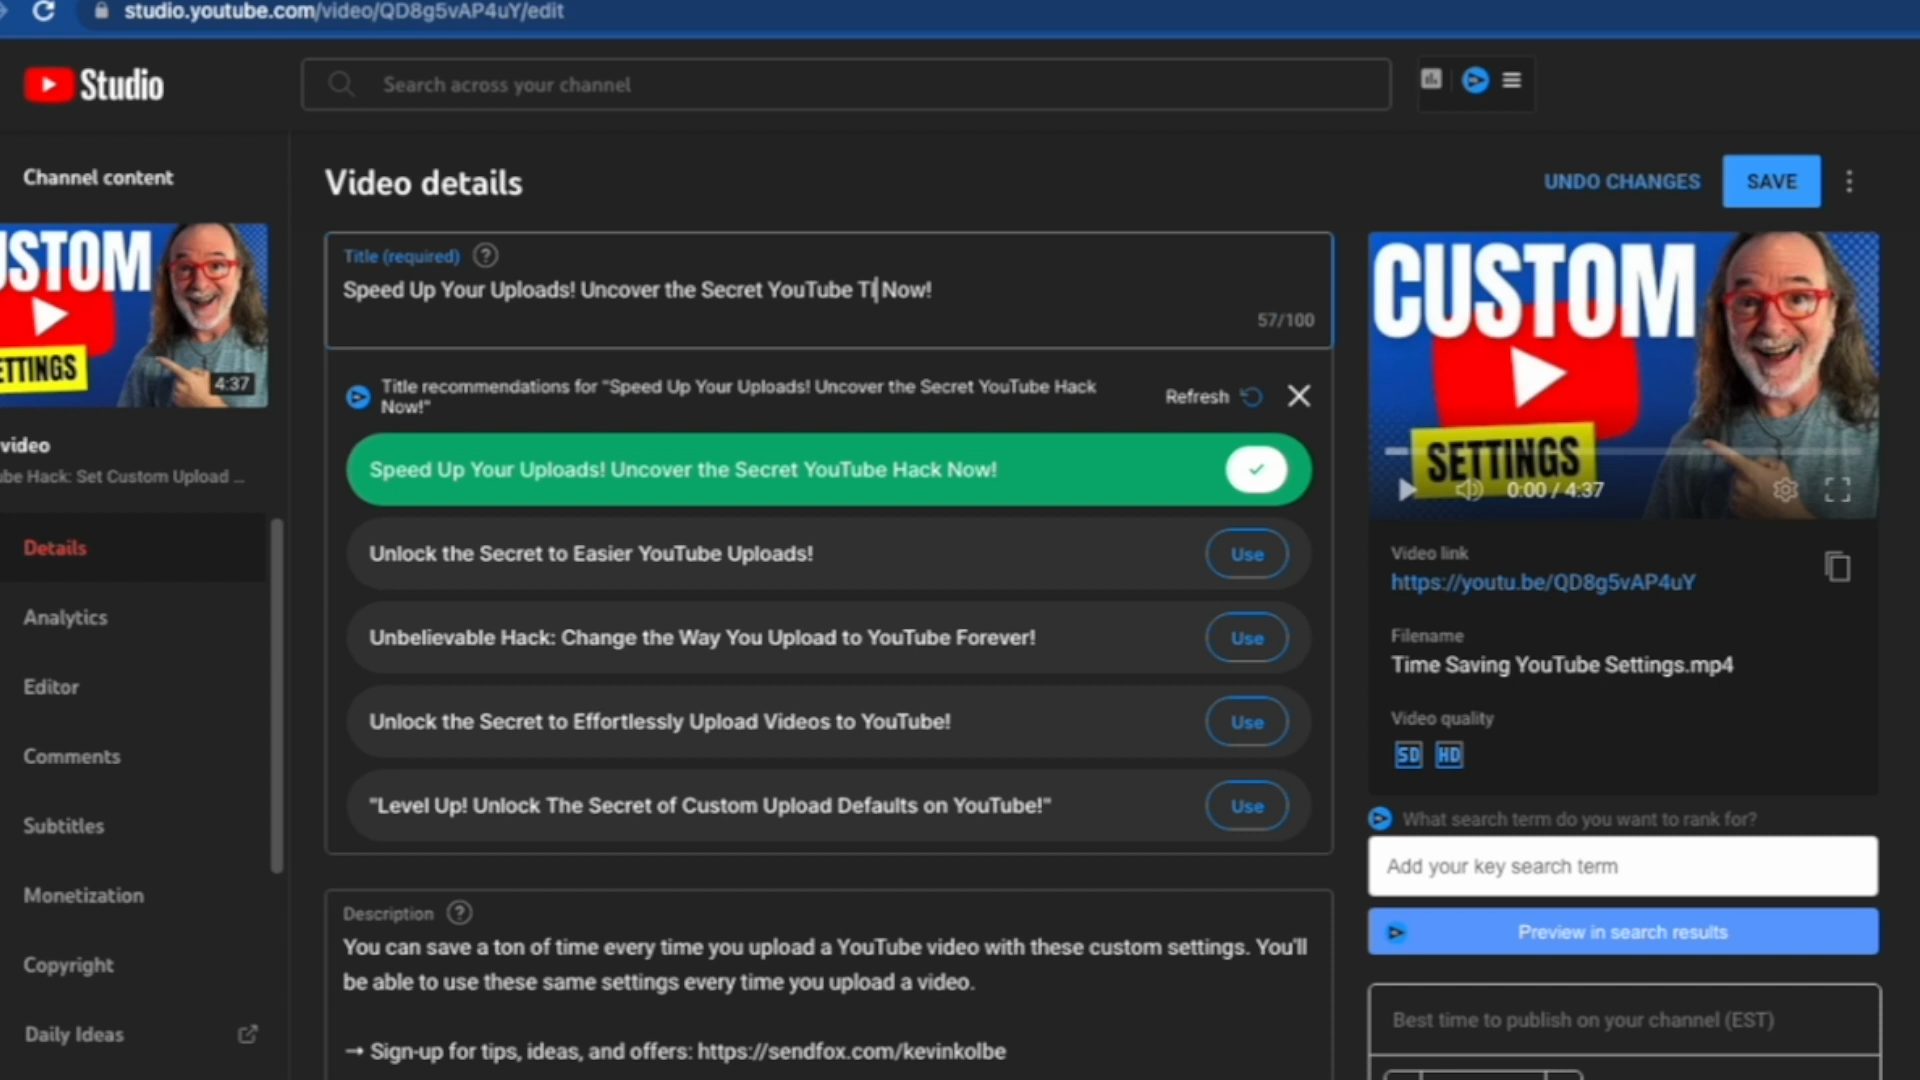 studio.youtube.com/video/QD8g5vAP4uY/edit
Studio
Search across your channel
Channel content
Video details
UNDO CHANGES
SAVE
USTOM
ETTINGS
4:37
video
be Hack: Set Custom Upload ...
Details
Analytics
Editor
Comments
Subtitles
Monetization
Copyright
Daily Ideas
Title (required)
Speed Up Your Uploads! Uncover the Secret YouTube TI Now!
57/100
Title recommendations for "Speed Up Your Uploads! Uncover the Secret YouTube Hack
Now!"
Refresh
Speed Up Your Uploads! Uncover the Secret YouTube Hack Now!
Unlock the Secret to Easier YouTube Uploads!
Use
Unbelievable Hack: Change the Way You Upload to YouTube Forever!
Use
Unlock the Secret to Effortlessly Upload Videos to YouTube!
Use
"Level Up! Unlock The Secret of Custom Upload Defaults on YouTube!"
Use
Description
You can save a ton of time every time you upload a YouTube video with these custom settings. You'll
be able to use these same settings every time you upload a video.
→ Sign-up for tips, ideas, and offers: https://sendfox.com/kevinkolbe
CUSTOM
SETTINGS
0:00 / 4:37
Video link
https://youtu.be/QD8g5vAP4uY
Filename
Time Saving YouTube Settings.mp4
Video quality
SD HD
What search term do you want to rank for?
Add your key search term
Preview in search results
Best time to publish on your channel (EST)